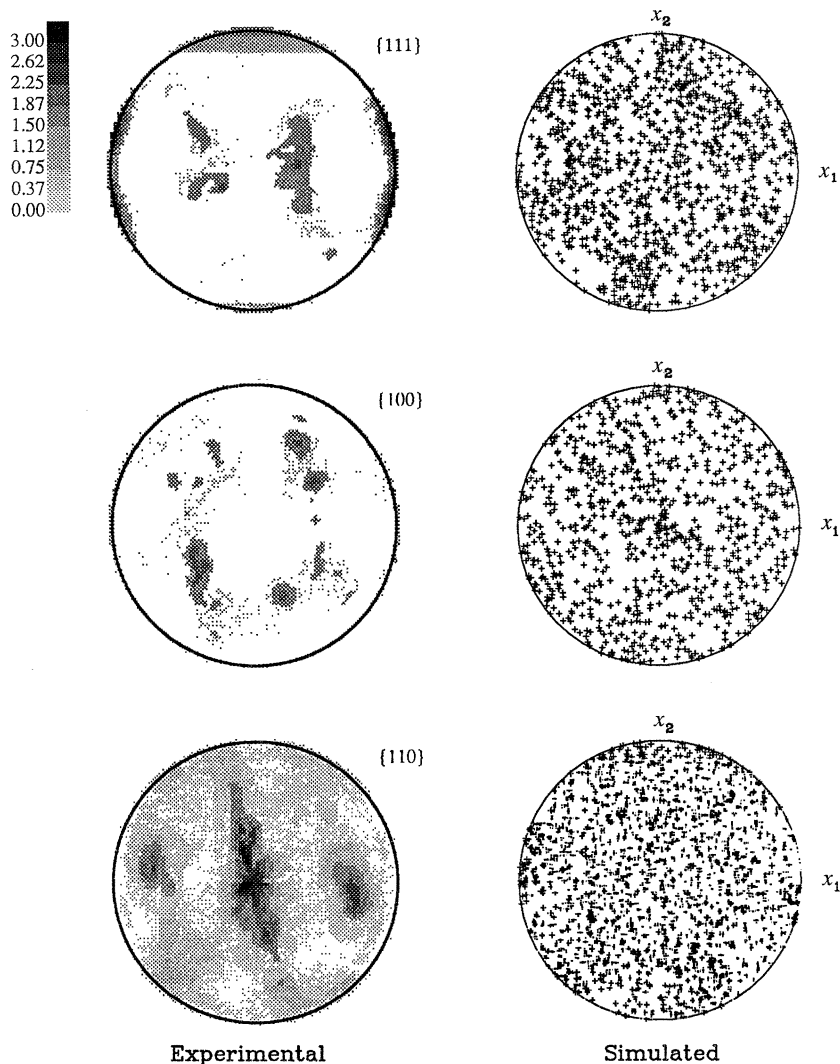 3.00
2.62
2.25
1.87
1.50
1.12
0.75
0.37
0.00
{111}
x2
x1
{100}
x2
x1
{110}
x2
x1
Experimental
Simulated